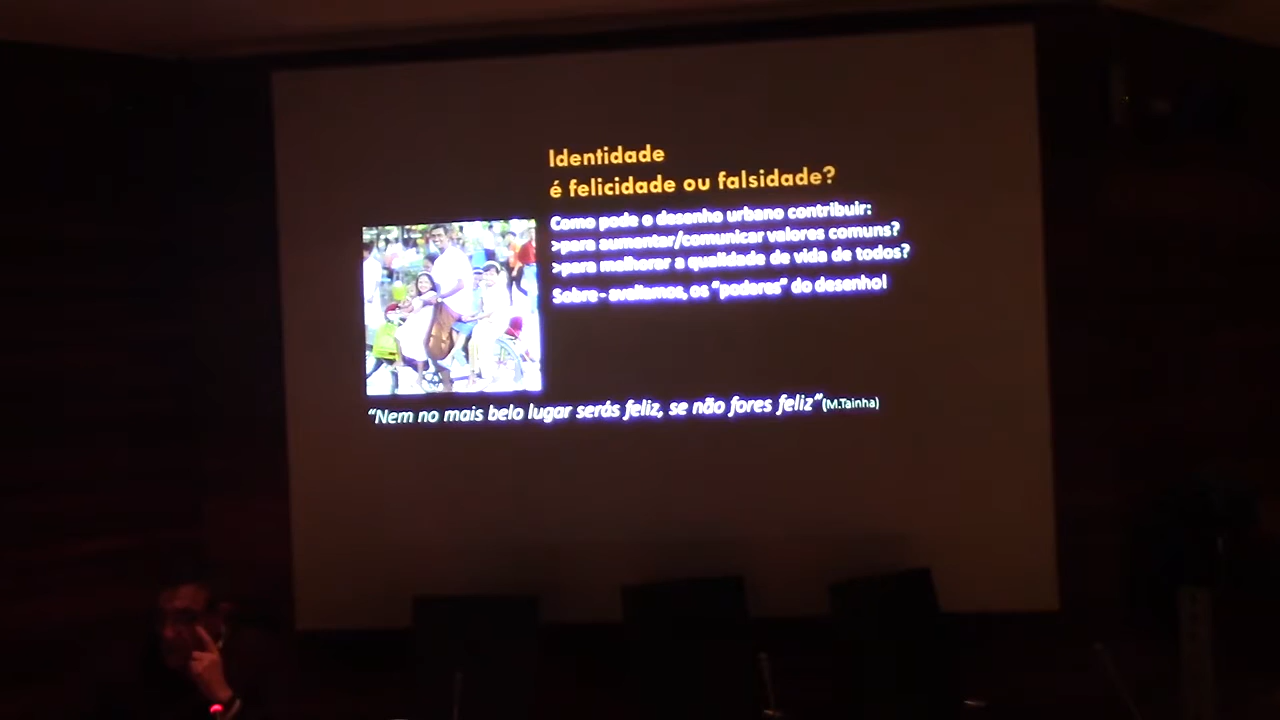 Identidade
é felicidade ou falsidade?
Como pode o desenho urbano contribuir:
>para aumentar/comunicar valores comuns?
>para melhorar a qualidade de vida de todos?
Sobre - avaliamos, os “poderes” do desenho!
“Nem no mais belo lugar serás feliz, se não fores feliz”(M.Tainha)